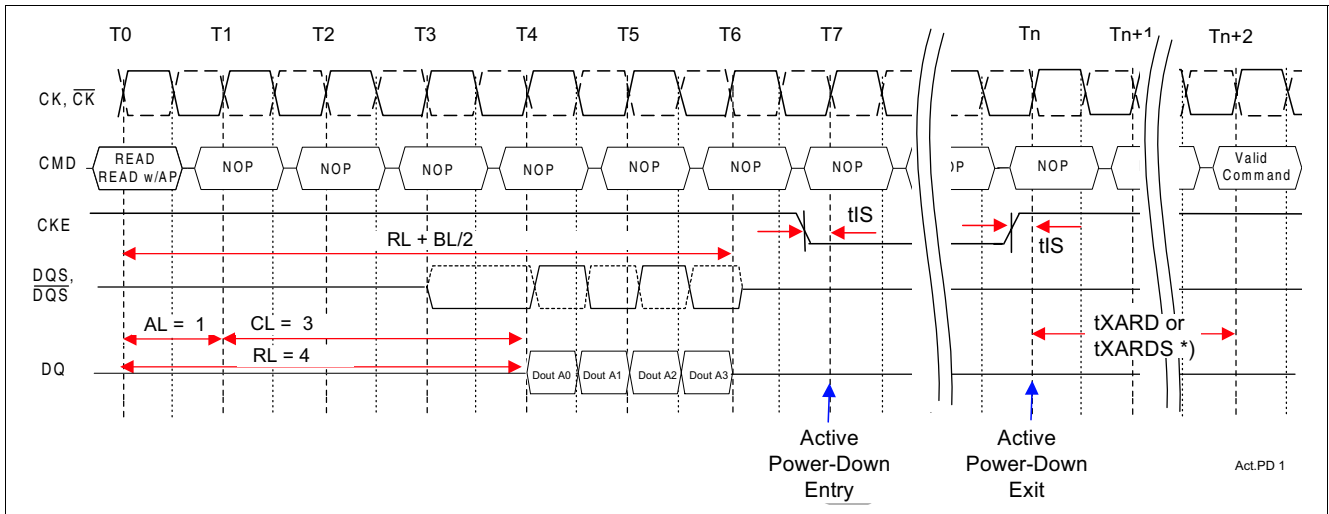 T0 T1 T2 T3 T4 T5 T6 T7 Tn Tn+1 Tn+2
CK, CK
CMD
READ
READ w/AP
NOP NOP NOP NOP NOP NOP NOP NOP NOP
Valid
Command
CKE
tIS
tIS
RL + BL/2
DQS,
DQS
AL = 1 CL = 3
RL = 4
tXARD or
tXARDS *)
DQ
Dout A0 Dout A1 Dout A2 Dout A3
Active
Power-Down
Entry
Active
Power-Down
Exit
Act.PD 1